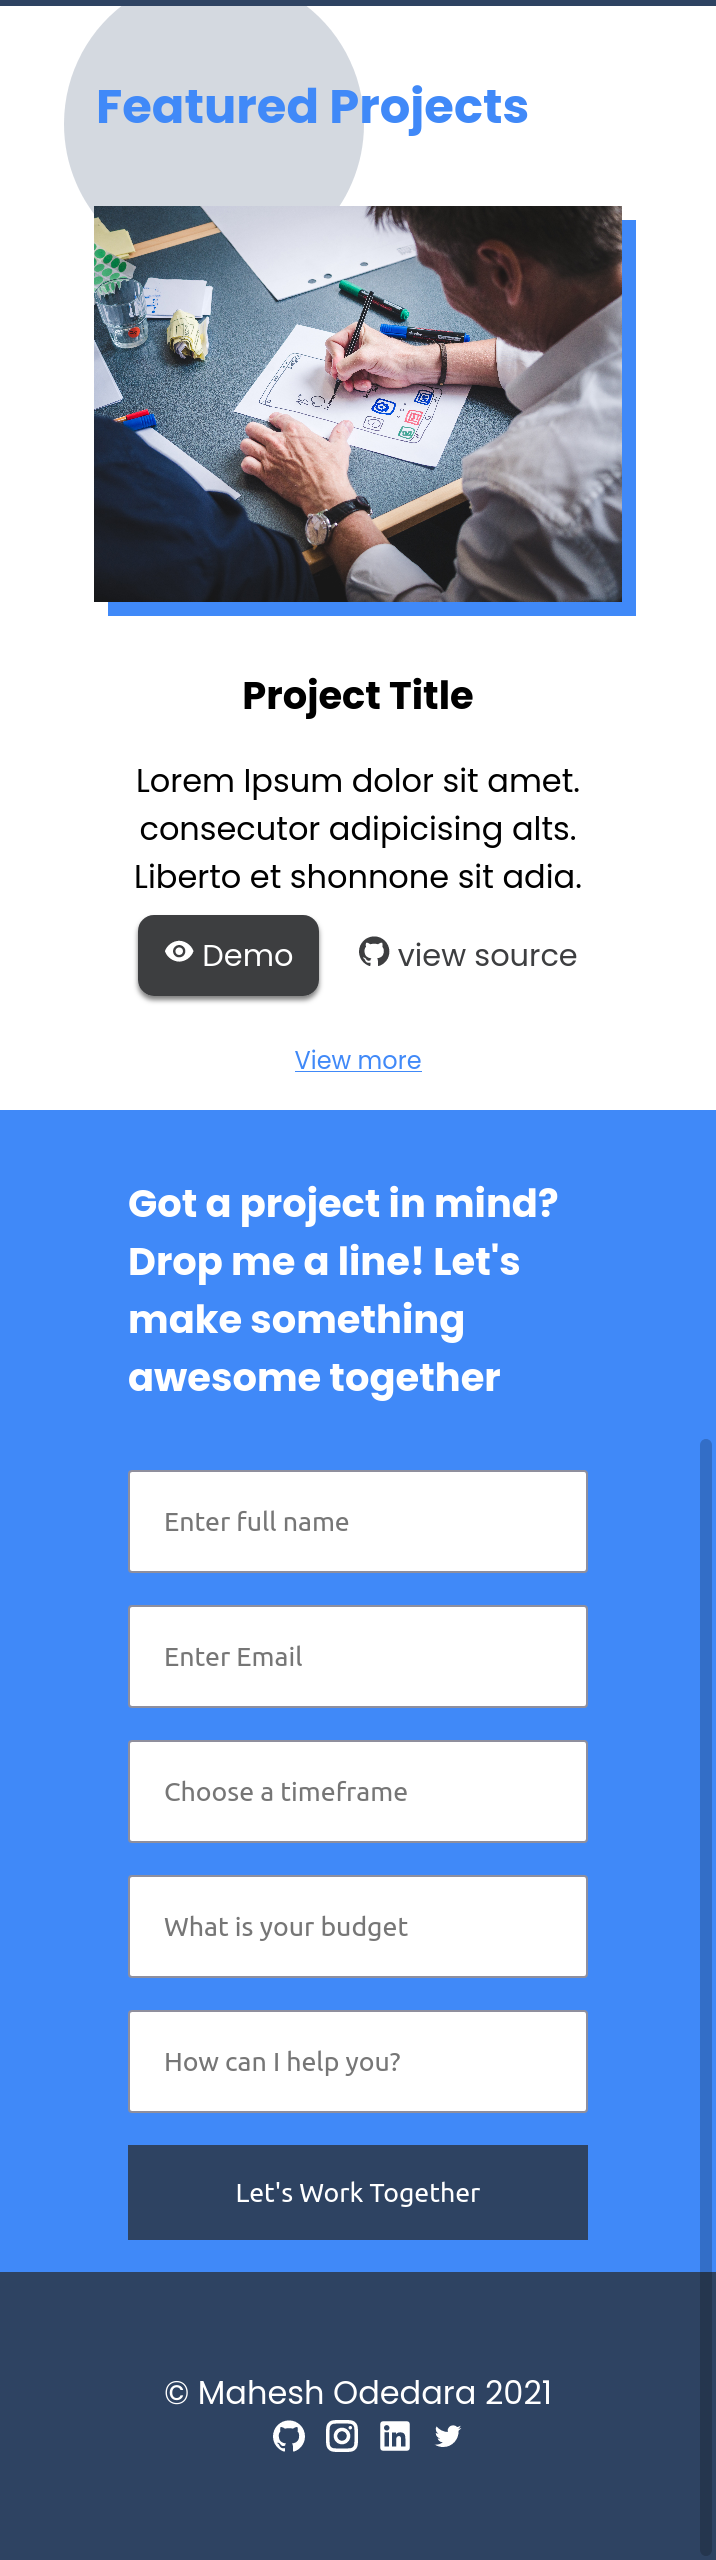 Featured Projects
Project Title
Lorem Ipsum dolor sit amet.
consecutor adipicising alts.
Liberto et shonnone sit adia.
Demo
view source
View more
Got a project in mind?
Drop me a line! Let's
make something
awesome together
Enter full name
Enter Email
Choose a timeframe
What is your budget
How can I help you?
Let's Work Together
© Mahesh Odedara 2021